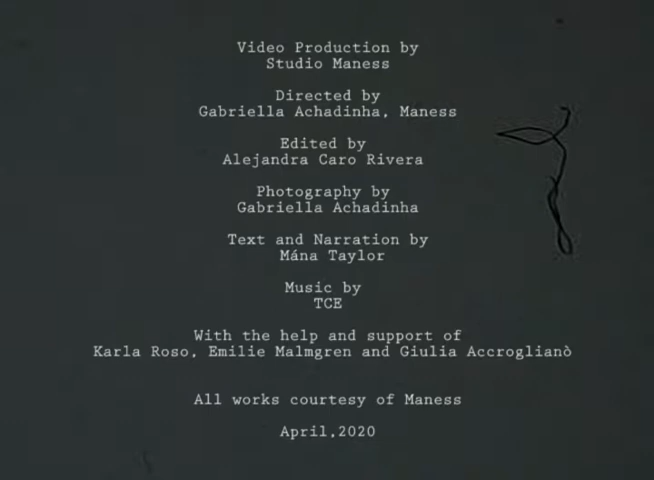 Video Production by
Studio Maness
Directed by
Gabriella Achadinha, Maness
Edited by
Alejandra Caro Rivera
Photography by
Gabriella Achadinha
Text and Narration by
Mána Taylor
Music by
TCE
With the help and support of
Karla Roso, Emilie Malmgren and Giulia Accroglianò
All works courtesy of Maness
April,2020